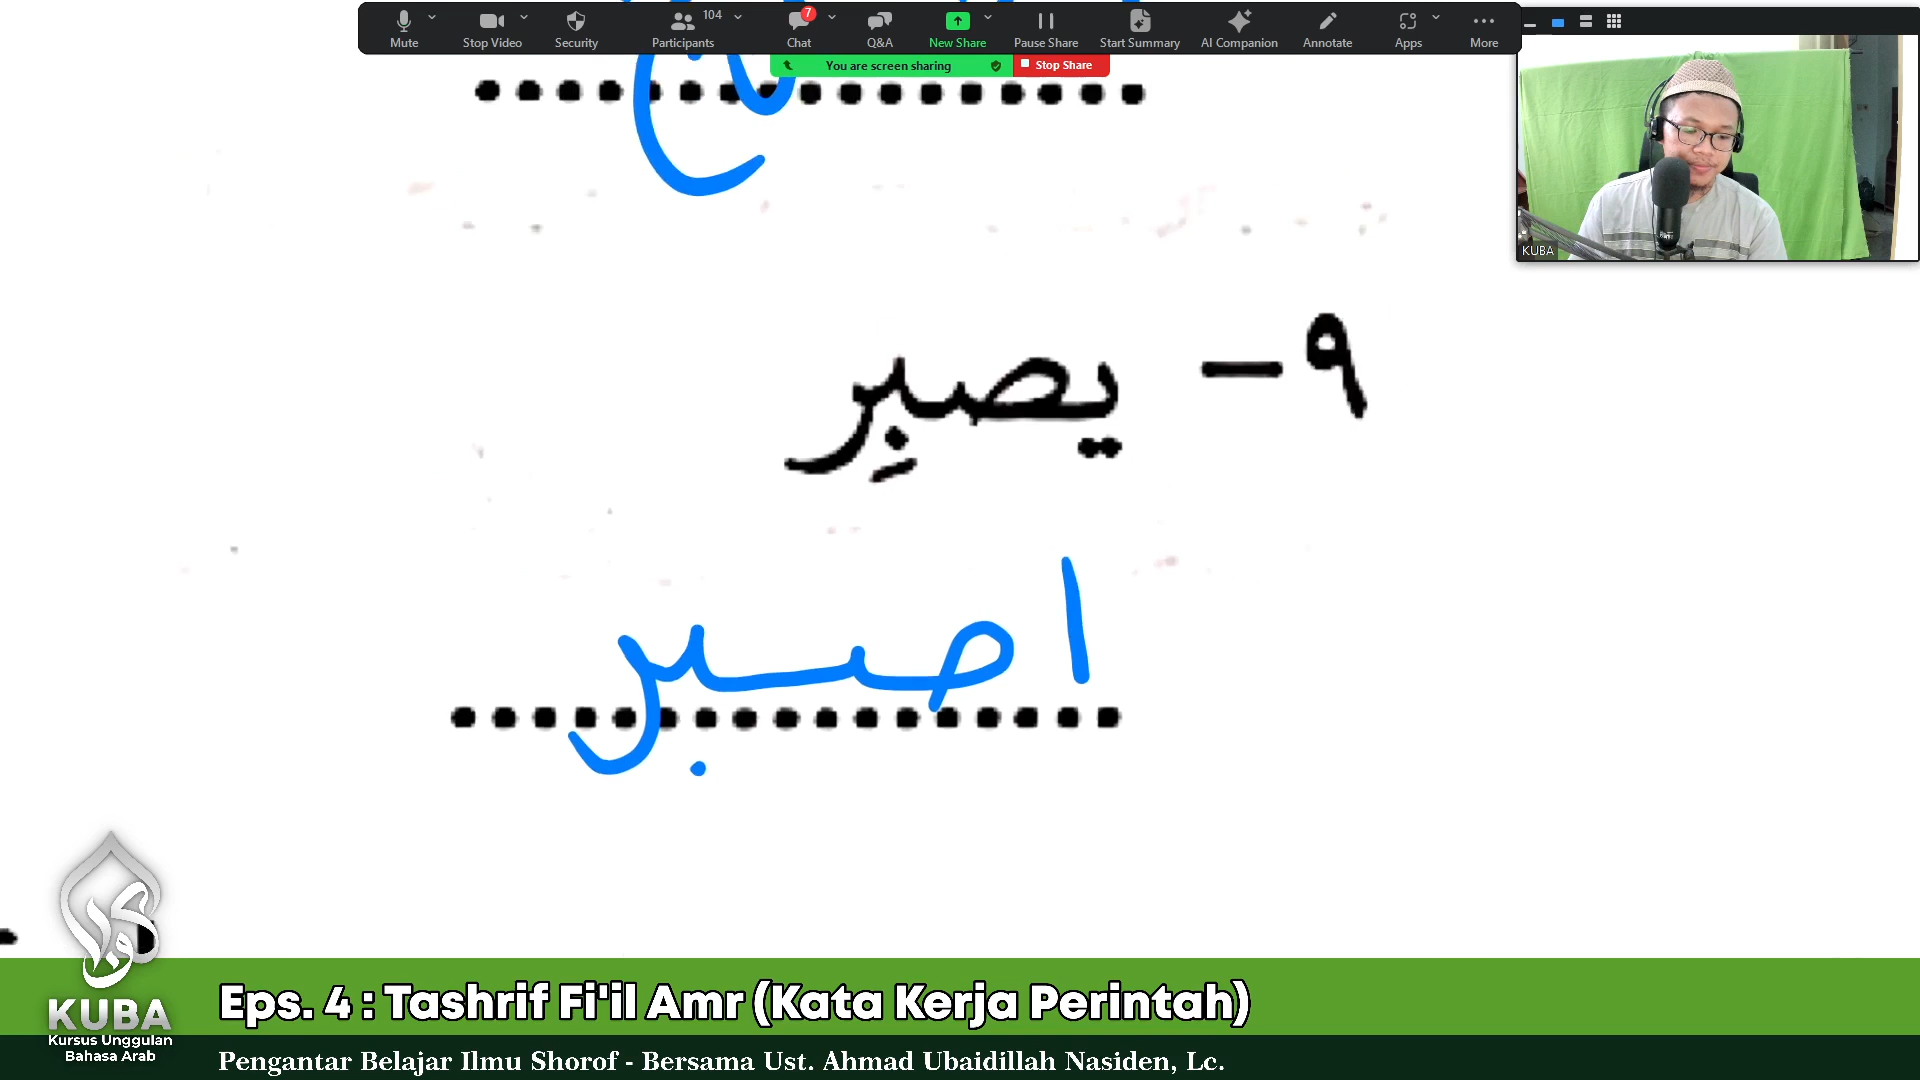 Mute
Stop Video
Security
Participants
104
Chat
7
Q&A
New Share
Pause Share
Start Summary
AI Companion
Annotate
Apps
More
You are screen sharing
Stop Share
KUBA
٩ – يصبِر
اصبر
KUBA
Kursus Unggulan
Bahasa Arab
Eps. 4 : Tashrif Fi'il Amr (Kata Kerja Perintah)
Pengantar Belajar Ilmu Shorof - Bersama Ust. Ahmad Ubaidillah Nasiden, Lc.